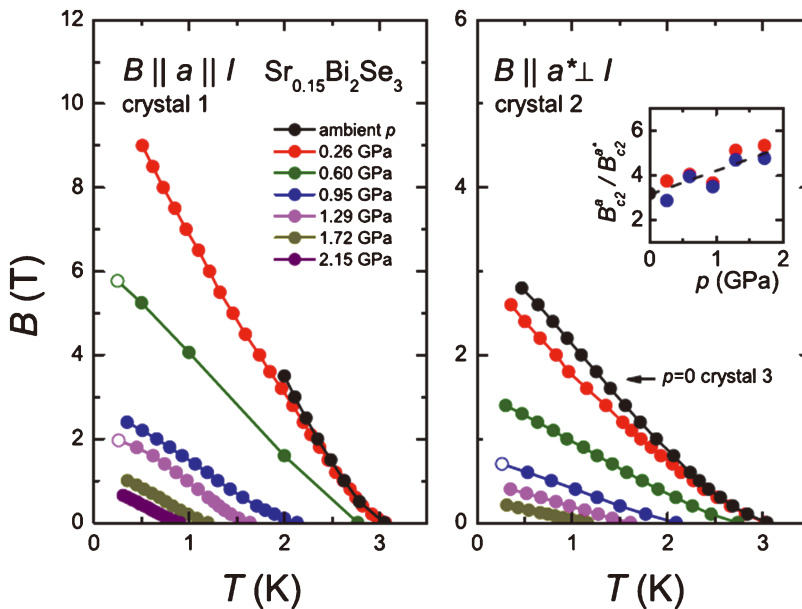 B || a || I
Sr0.15Bi2Se3
crystal 1
ambient p
0.26 GPa
0.60 GPa
0.95 GPa
1.29 GPa
1.72 GPa
2.15 GPa
12
10
8
6
4
2
0
B (T)
0 1 2 3
T (K)
B || a* ⊥ I
crystal 2
6
4
2
0
6
4
2
B^a_c2 / B^a*_c2
0 1 2
p (GPa)
p=0 crystal 3
0 1 2 3
T (K)